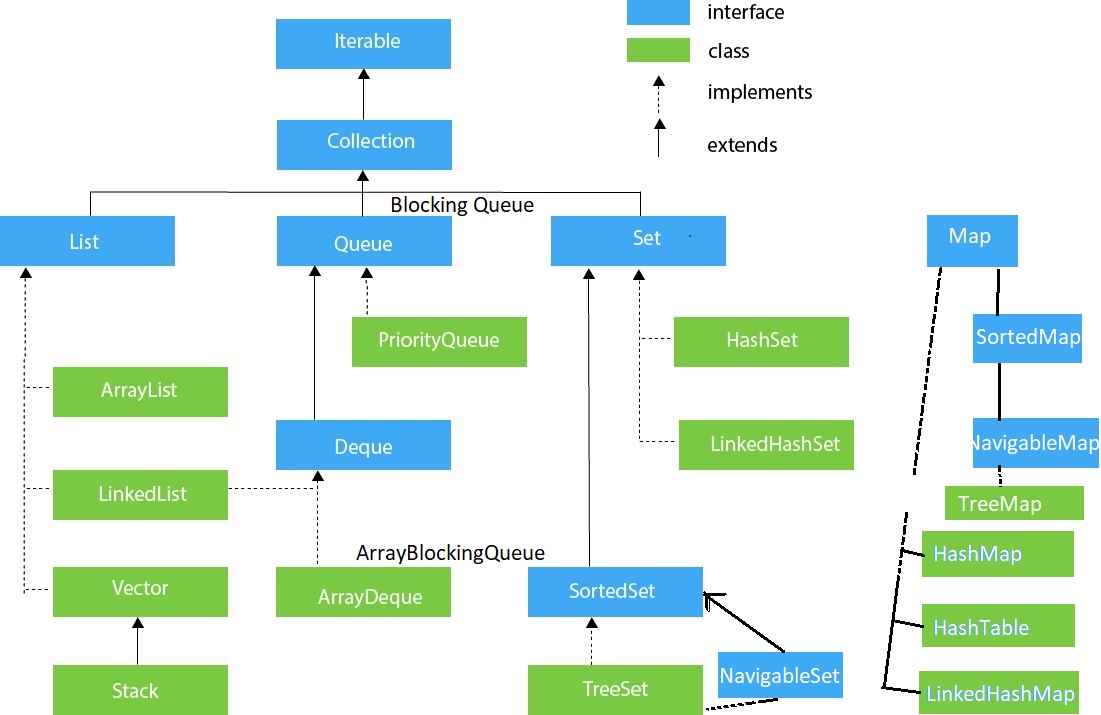 interface
Iterable
class
implements
Collection
extends
Blocking Queue
List
Queue
Set
Map
PriorityQueue
HashSet
SortedMap
ArrayList
Deque
LinkedHashSet
NavigableMap
LinkedList
TreeMap
ArrayBlockingQueue
HashMap
Vector
ArrayDeque
SortedSet
HashTable
Stack
TreeSet
NavigableSet
LinkedHashMap